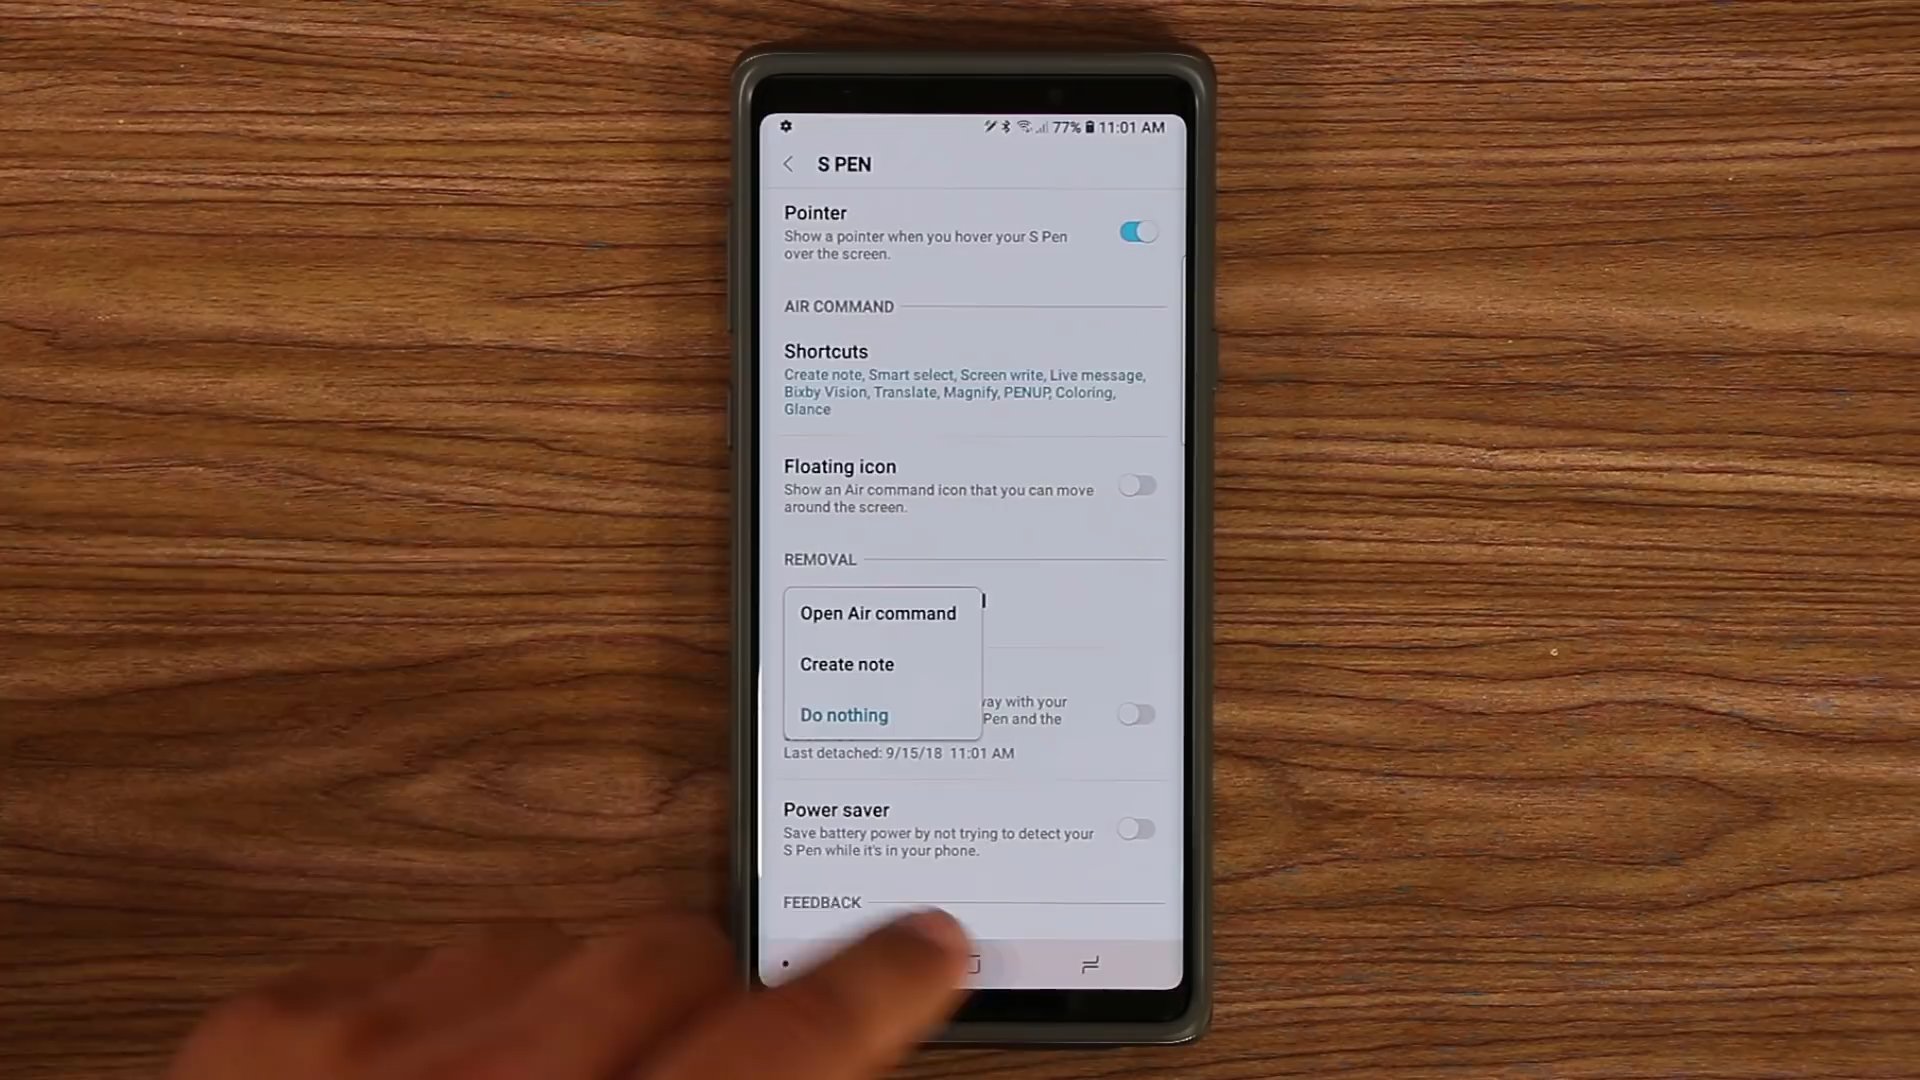 77% 11:01 AM
S PEN
Pointer
Show a pointer when you hover your S Pen
over the screen.
AIR COMMAND
Shortcuts
Create note, Smart select, Screen write, Live message,
Bixby Vision, Translate, Magnify, PENUP, Coloring,
Glance
Floating icon
Show an Air command icon that you can move
around the screen.
REMOVAL
Open Air command
Create note
Do nothing
way with your
Pen and the
Last detached: 9/15/18 11:01 AM
Power saver
Save battery power by not trying to detect your
S Pen while it's in your phone.
FEEDBACK